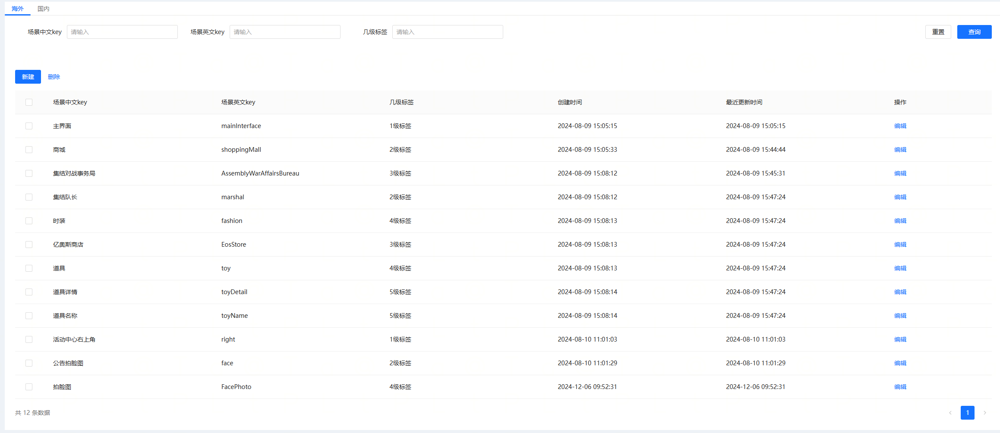 海外 国内
场景中文key 请输入 场景英文key 请输入 几级标签 请输入 重置 查询
新建 删除
场景中文key 场景英文key 几级标签 创建时间 最近更新时间 操作
主界面 mainInterface 1级标签 2024-08-09 15:05:15 2024-08-09 15:05:15 编辑
商城 shoppingMall 2级标签 2024-08-09 15:05:33 2024-08-09 15:44:44 编辑
集结对战事务局 AssemblyWarAffairsBureau 3级标签 2024-08-09 15:08:12 2024-08-09 15:45:31 编辑
集结队长 marshal 2级标签 2024-08-09 15:08:12 2024-08-09 15:47:24 编辑
时装 fashion 4级标签 2024-08-09 15:08:13 2024-08-09 15:47:24 编辑
亿奥斯商店 EosStore 3级标签 2024-08-09 15:08:13 2024-08-09 15:47:24 编辑
道具 toy 4级标签 2024-08-09 15:08:13 2024-08-09 15:47:24 编辑
道具详情 toyDetail 5级标签 2024-08-09 15:08:14 2024-08-09 15:47:24 编辑
道具名称 toyName 5级标签 2024-08-09 15:08:14 2024-08-09 15:47:24 编辑
活动中心右上角 right 1级标签 2024-08-10 11:01:03 2024-08-10 11:01:03 编辑
公告拍脸图 face 2级标签 2024-08-10 11:01:29 2024-08-10 11:01:29 编辑
拍脸图 FacePhoto 4级标签 2024-12-06 09:52:31 2024-12-06 09:52:31 编辑
共 12 条数据 1